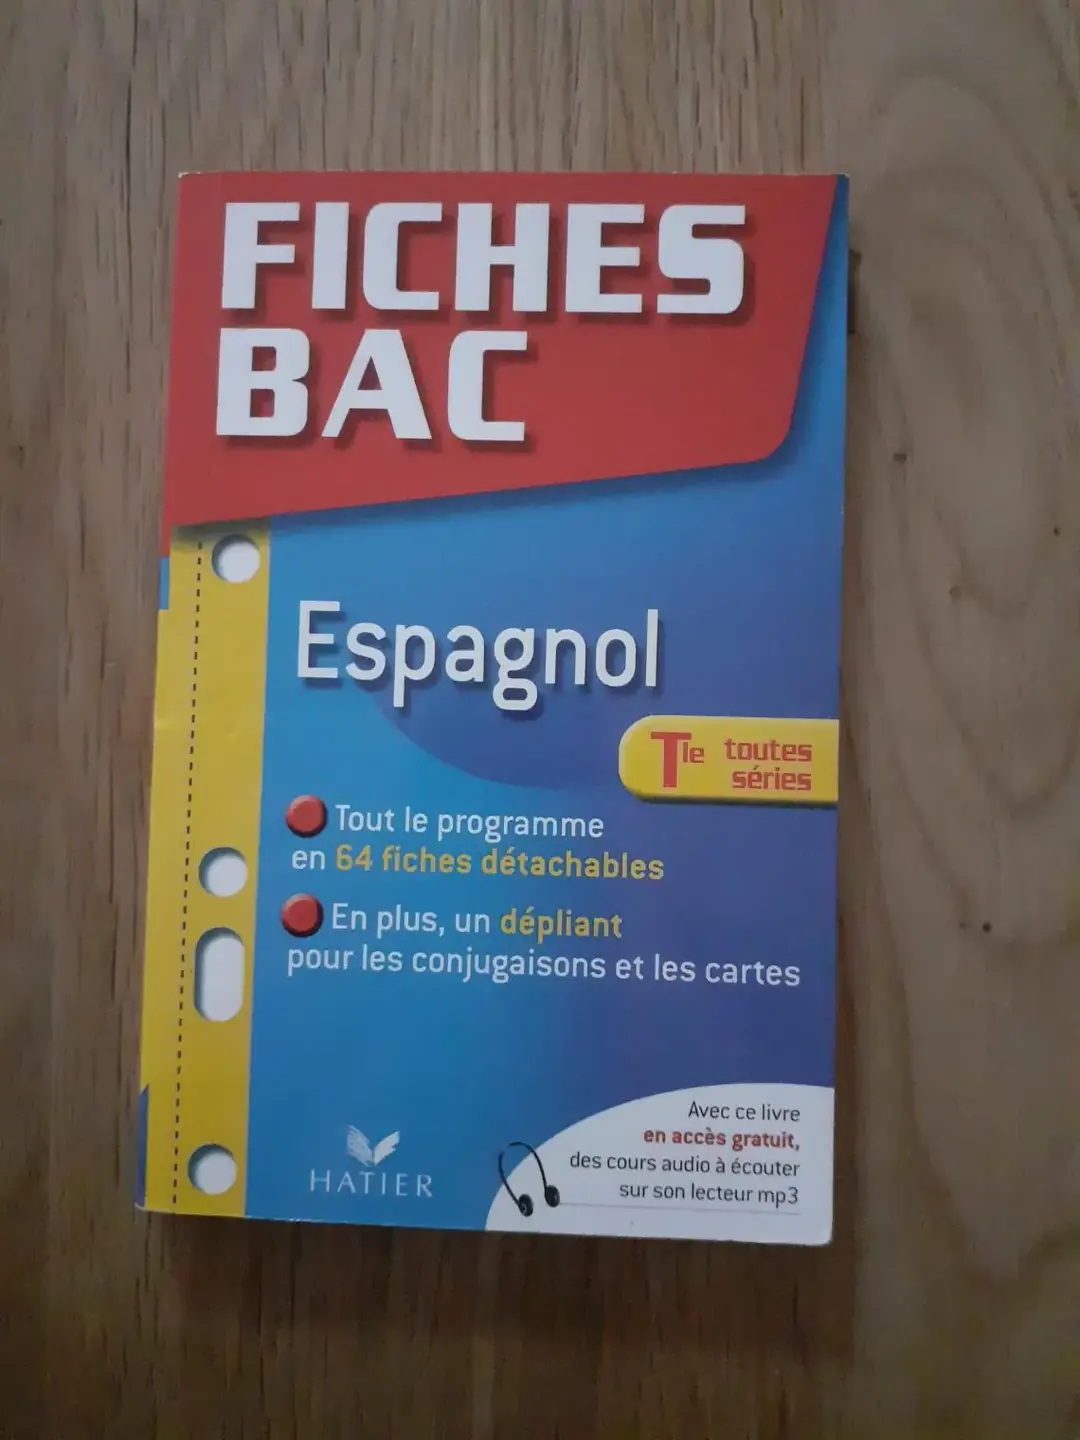 FICHES
BAC
Espagnol
Tle toutes
séries
Tout le programme
en 64 fiches détachables
En plus, un dépliant
pour les conjugaisons et les cartes
Avec ce livre
en accès gratuit,
des cours audio à écouter
sur son lecteur mp3
HATIER